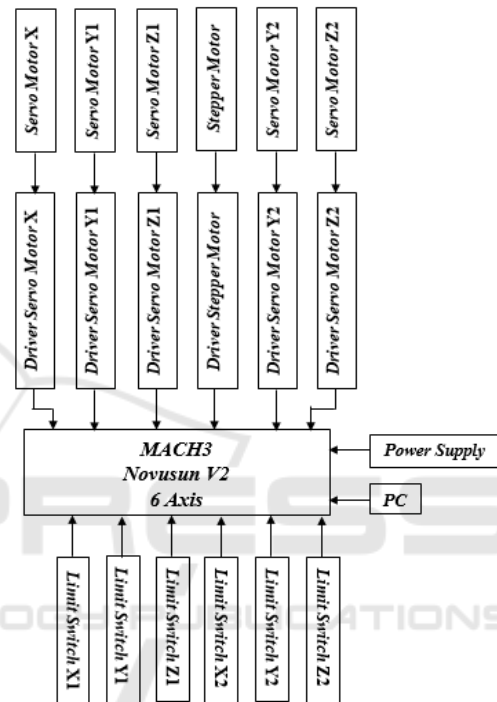 Servo Motor X
Servo Motor Y1
Servo Motor Z1
Stepper Motor
Servo Motor Y2
Servo Motor Z2
Driver Servo Motor X
Driver Servo Motor Y1
Driver Servo Motor Z1
Driver Stepper Motor
Driver Servo Motor Y2
Driver Servo Motor Z2
MACH3
Novusun V2
6 Axis
Power Supply
PC
Limit Switch X1
Limit Switch Y1
Limit Switch Z1
Limit Switch X2
Limit Switch Y2
Limit Switch Z2
PRESS
OGY PUBLICATIONS